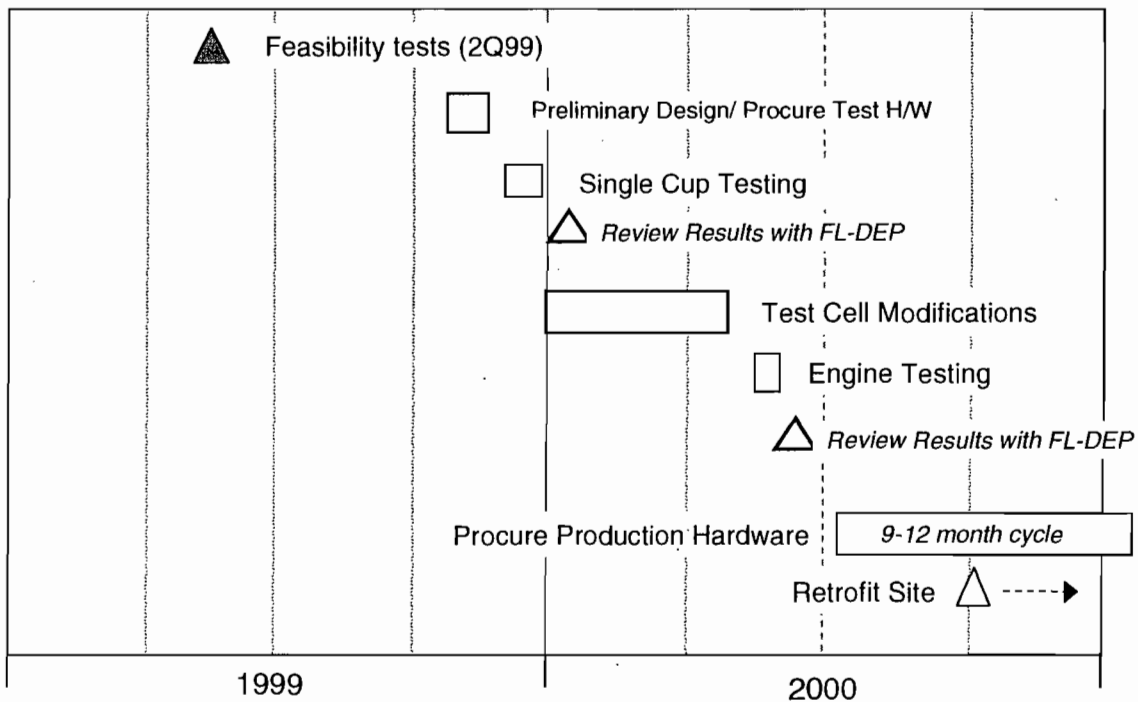 Feasibility tests (2Q99)
Preliminary Design/ Procure Test H/W
Single Cup Testing
Review Results with FL-DEP
Test Cell Modifications
Engine Testing
Review Results with FL-DEP
Procure Production Hardware
9-12 month cycle
Retrofit Site
1999
2000